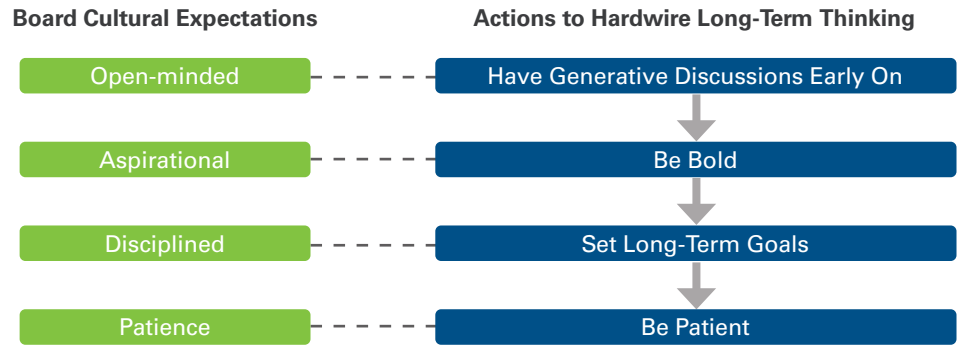 Board Cultural Expectations
Actions to Hardwire Long-Term Thinking
Open-minded
Have Generative Discussions Early On
Aspirational
Be Bold
Disciplined
Set Long-Term Goals
Patience
Be Patient